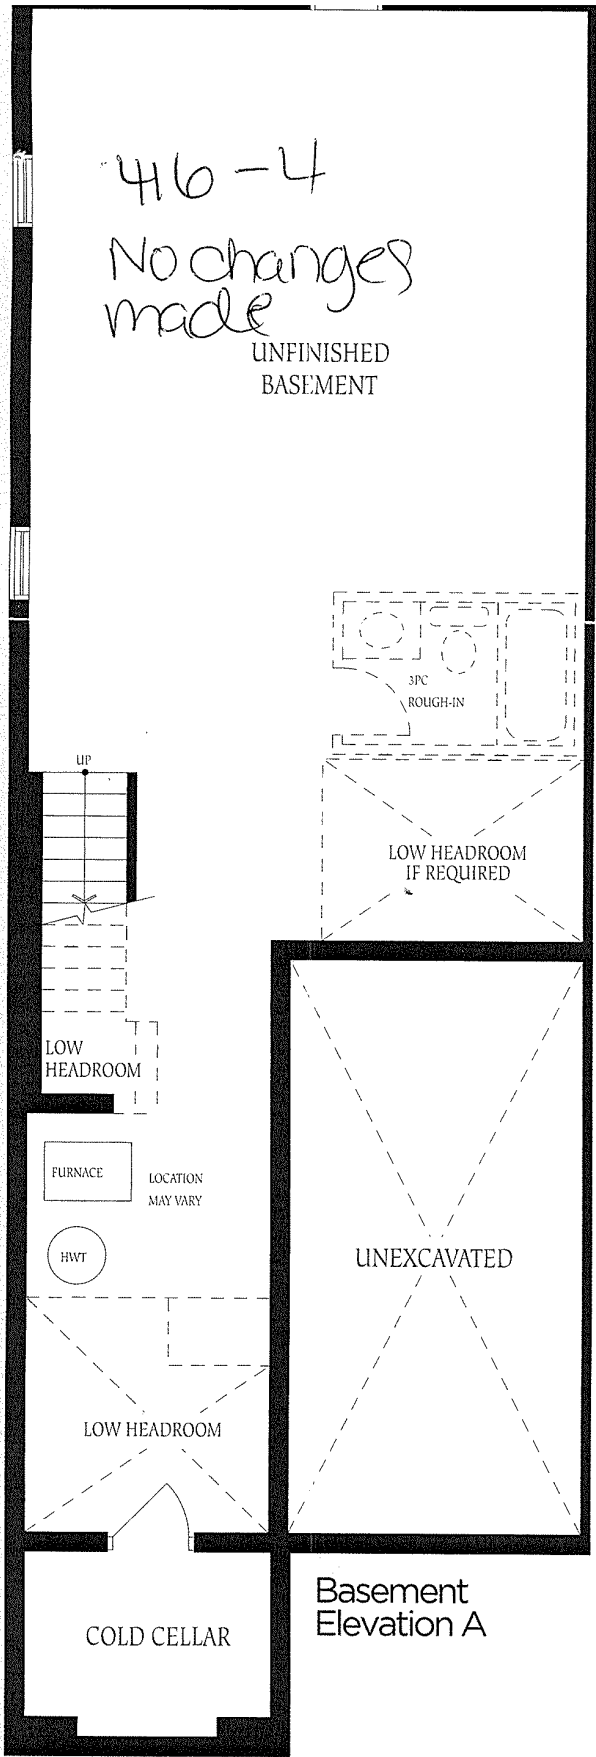 416-4
No changes
made
UNFINISHED
BASEMENT
3PC
ROUGH-IN
UP
LOW HEADROOM
IF REQUIRED
LOW
HEADROOM
FURNACE
LOCATION
MAY VARY
HWT
UNEXCAVATED
LOW HEADROOM
Basement
Elevation A
COLD CELLAR